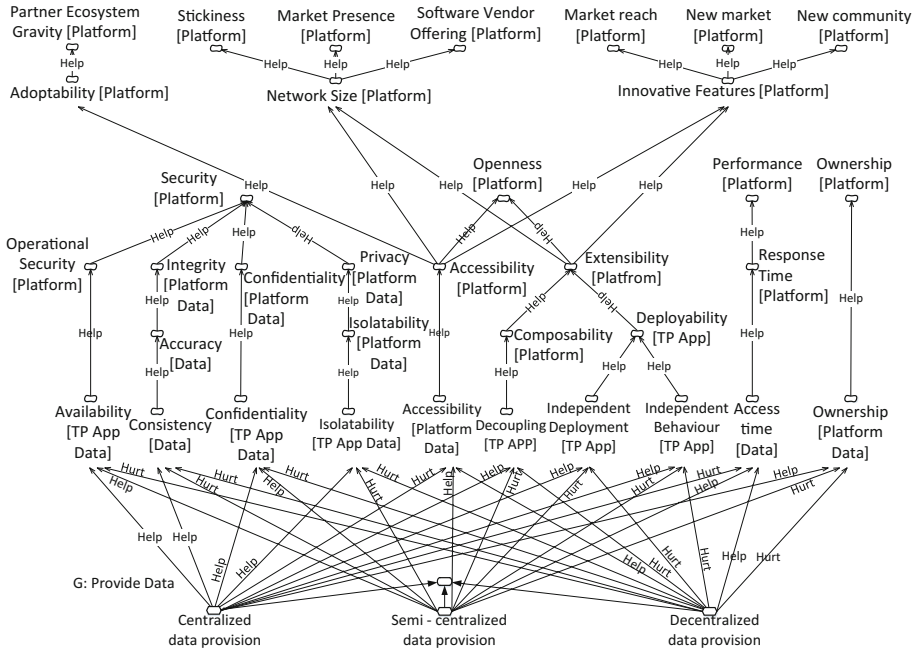 Partner Ecosystem
Gravity [Platform]
Stickiness
[Platform]
Market Presence
[Platform]
Software Vendor
Offering [Platform]
Market reach
[Platform]
New market
[Platform]
New community
[Platform]
Help
Help
Help
Help
Help
Help
Help
Adoptability [Platform]
Network Size [Platform]
Innovative Features [Platform]
Security
[Platform]
Openness
[Platform]
Performance
[Platform]
Ownership
[Platform]
Help
Help
Help
Help
Help
Help
Help
Help
Help
Help
Help
Help
Operational
Security
[Platform]
Integrity
[Platform
Data]
Confidentiality
[Platform
Data]
Privacy
[Platform
Data]
Accessibility
[Platform]
Extensibility
[Platfrom]
Response
Time
[Platform]
Help
Help
Help
Help
Help
Accuracy
[Data]
Isolatability
[Platform
Data]
Composability
[Platform]
Deployability
[TP App]
Help
Help
Help
Help
Help
Help
Help
Help
Help
Help
Availability
[TP App
Data]
Consistency
[Data]
Confidentiality
[TP App
Data]
Isolatability
[TP App Data]
Accessibility
[Platform
Data]
Decoupling
[TP APP]
Independent
Deployment
[TP App]
Independent
Behaviour
[TP App]
Access
time
[Data]
Ownership
[Platform
Data]
Hurt
Help
Hurt
Hurt
Hurt
Help
Hurt
Hurt
Hurt
Help
Help
Help
Hurt
Help
Hurt
Help
Hurt
Hurt
Help
Help
Hurt
Help
Help
Help
Help
Hurt
Help
Hurt
Hurt
Help
Hurt
G: Provide Data
Centralized
data provision
Semi - centralized
data provision
Decentralized
data provision